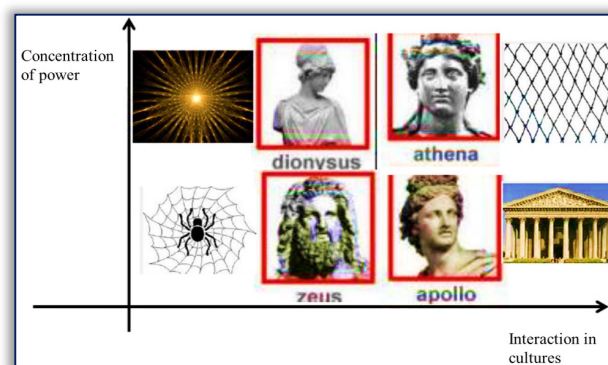 Concentration
of power
dionysus
athena
zeus
apollo
Interaction in
cultures